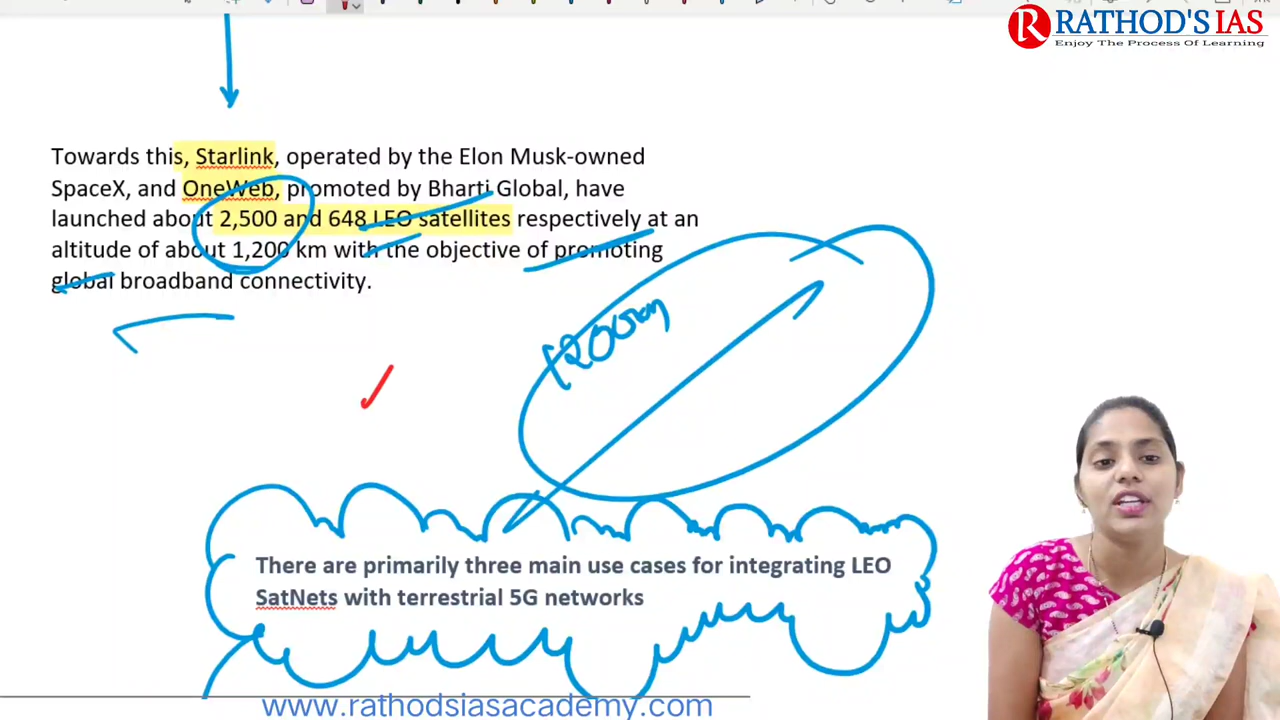 RATHOD'S IAS
Enjoy The Process Of Learning
Towards this, Starlink, operated by the Elon Musk-owned
SpaceX, and OneWeb, promoted by Bharti Global, have
launched about 2,500 and 648 LEO satellites respectively at an
altitude of about 1,200 km with the objective of promoting
global broadband connectivity.
1200km
There are primarily three main use cases for integrating LEO
SatNets with terrestrial 5G networks
www.rathodsiasacademy.com